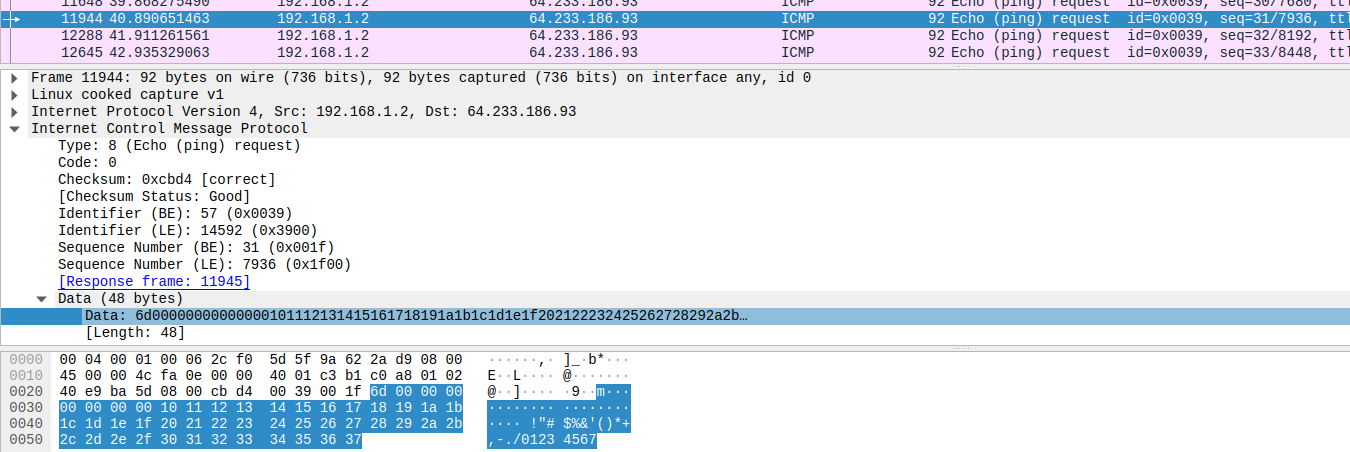 11648 39.868275490 192.168.1.2 64.233.186.93 ICMP 92 Echo (ping) request id=0x0039, seq=30/7680, ttl
11944 40.890651463 192.168.1.2 64.233.186.93 ICMP 92 Echo (ping) request id=0x0039, seq=31/7936, ttl
12288 41.911261561 192.168.1.2 64.233.186.93 ICMP 92 Echo (ping) request id=0x0039, seq=32/8192, ttl
12645 42.935329063 192.168.1.2 64.233.186.93 ICMP 92 Echo (ping) request id=0x0039, seq=33/8448, ttl
Frame 11944: 92 bytes on wire (736 bits), 92 bytes captured (736 bits) on interface any, id 0
Linux cooked capture v1
Internet Protocol Version 4, Src: 192.168.1.2, Dst: 64.233.186.93
Internet Control Message Protocol
Type: 8 (Echo (ping) request)
Code: 0
Checksum: 0xcbd4 [correct]
[Checksum Status: Good]
Identifier (BE): 57 (0x0039)
Identifier (LE): 14592 (0x3900)
Sequence Number (BE): 31 (0x001f)
Sequence Number (LE): 7936 (0x1f00)
[Response frame: 11945]
Data (48 bytes)
Data: 6d00000000000000101112131415161718191a1b1c1d1e1f202122232425262728292a2b…
[Length: 48]
0000 00 04 00 01 00 06 2c f0 5d 5f 9a 62 2a d9 08 00 ······,· ]_·b*···
0010 45 00 00 4c fa 0e 00 00 40 01 c3 b1 c0 a8 01 02 E··L···· @·······
0020 40 e9 ba 5d 08 00 cb d4 00 39 00 1f 6d 00 00 00 @··]···· ·9··m···
0030 00 00 00 00 10 11 12 13 14 15 16 17 18 19 1a 1b ········ ········
0040 1c 1d 1e 1f 20 21 22 23 24 25 26 27 28 29 2a 2b ···· !"# $%&'()*+
0050 2c 2d 2e 2f 30 31 32 33 34 35 36 37 ,-./0123 4567